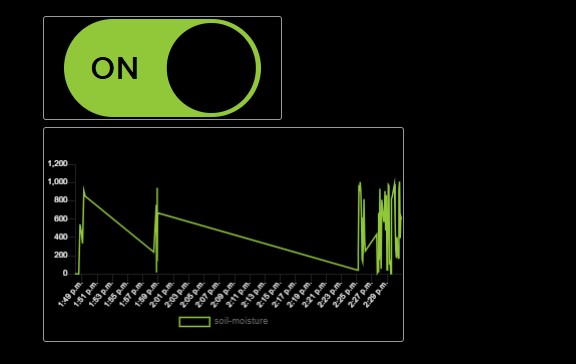 ON
1,200
1,000
800
600
400
200
0
1:49 p.m.
1:51 p.m.
1:53 p.m.
1:55 p.m.
1:57 p.m.
1:59 p.m.
2:01 p.m.
2:03 p.m.
2:05 p.m.
2:07 p.m.
2:09 p.m.
2:11 p.m.
2:13 p.m.
2:15 p.m.
2:17 p.m.
2:19 p.m.
2:21 p.m.
2:23 p.m.
2:25 p.m.
2:27 p.m.
2:29 p.m.
soil-moisture